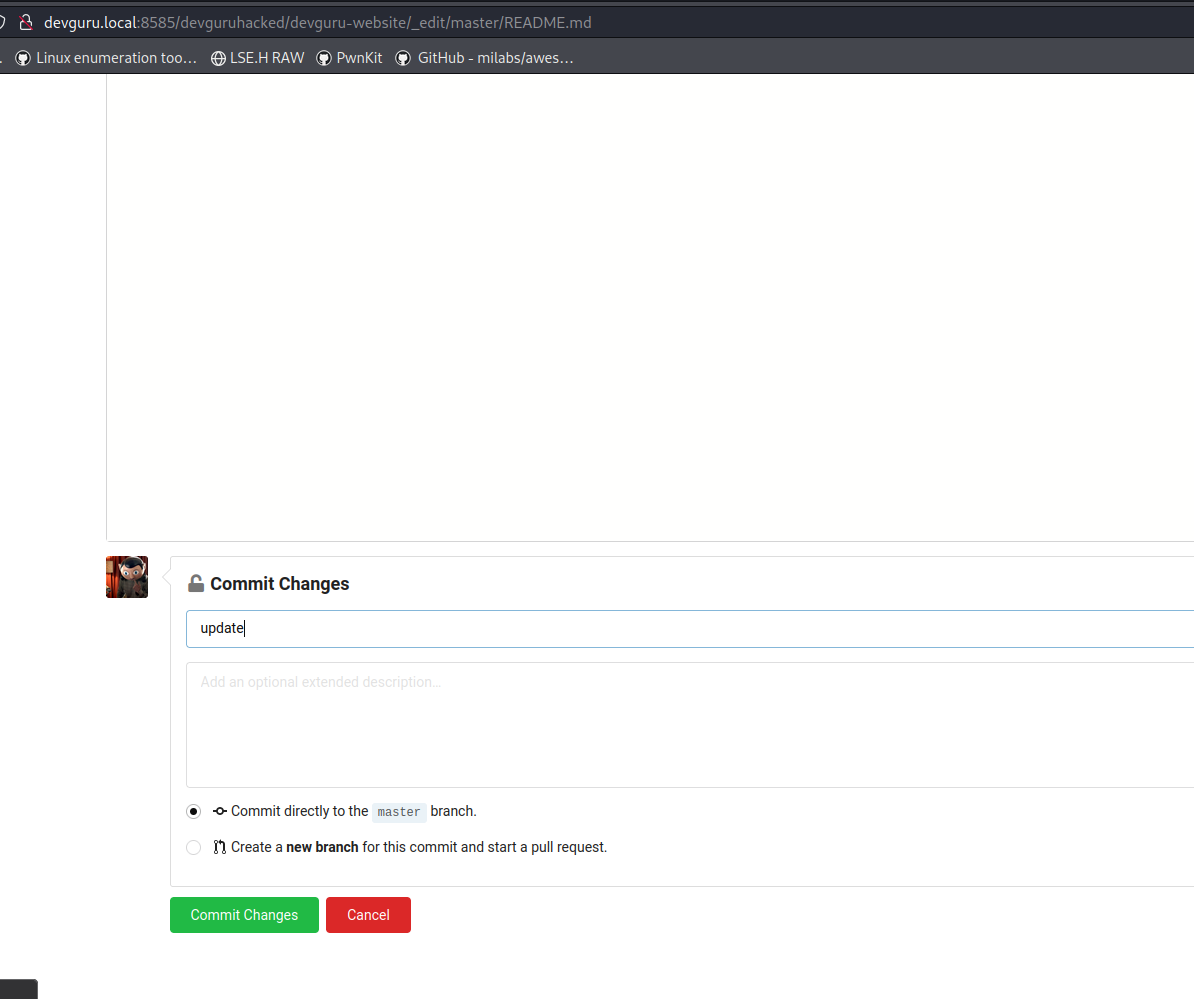 devguru.local:8585/devguruhacked/devguru-website/_edit/master/README.md
Linux enumeration too… LSE.H RAW PwnKit GitHub - milabs/awes…
Commit Changes
update
Add an optional extended description…
Commit directly to the master branch.
Create a new branch for this commit and start a pull request.
Commit Changes Cancel